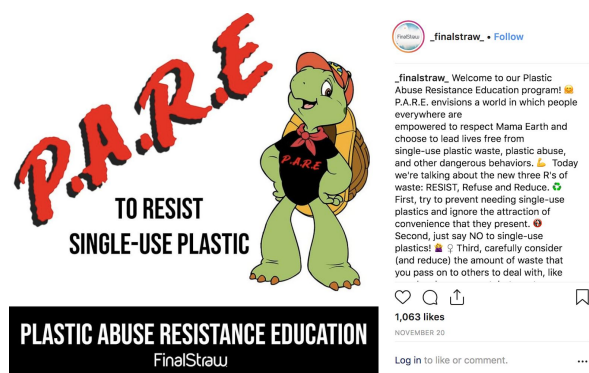 P.A.R.E
TO RESIST
SINGLE-USE PLASTIC
P.A.R.E
PLASTIC ABUSE RESISTANCE EDUCATION
FinalStraw
FinalStraw
_finalstraw_ • Follow
_finalstraw_ Welcome to our Plastic
Abuse Resistance Education program!
P.A.R.E. envisions a world in which people
everywhere are
empowered to respect Mama Earth and
choose to lead lives free from
single-use plastic waste, plastic abuse,
and other dangerous behaviors. 💪 Today
we're talking about the new three R's of
waste: RESIST, Refuse and Reduce. ♻
First, try to prevent needing single-use
plastics and ignore the attraction of
convenience that they present.
Second, just say NO to single-use
plastics! ♀ Third, carefully consider
(and reduce) the amount of waste that
you pass on to others to deal with, like
1,063 likes
NOVEMBER 20
Log in to like or comment.